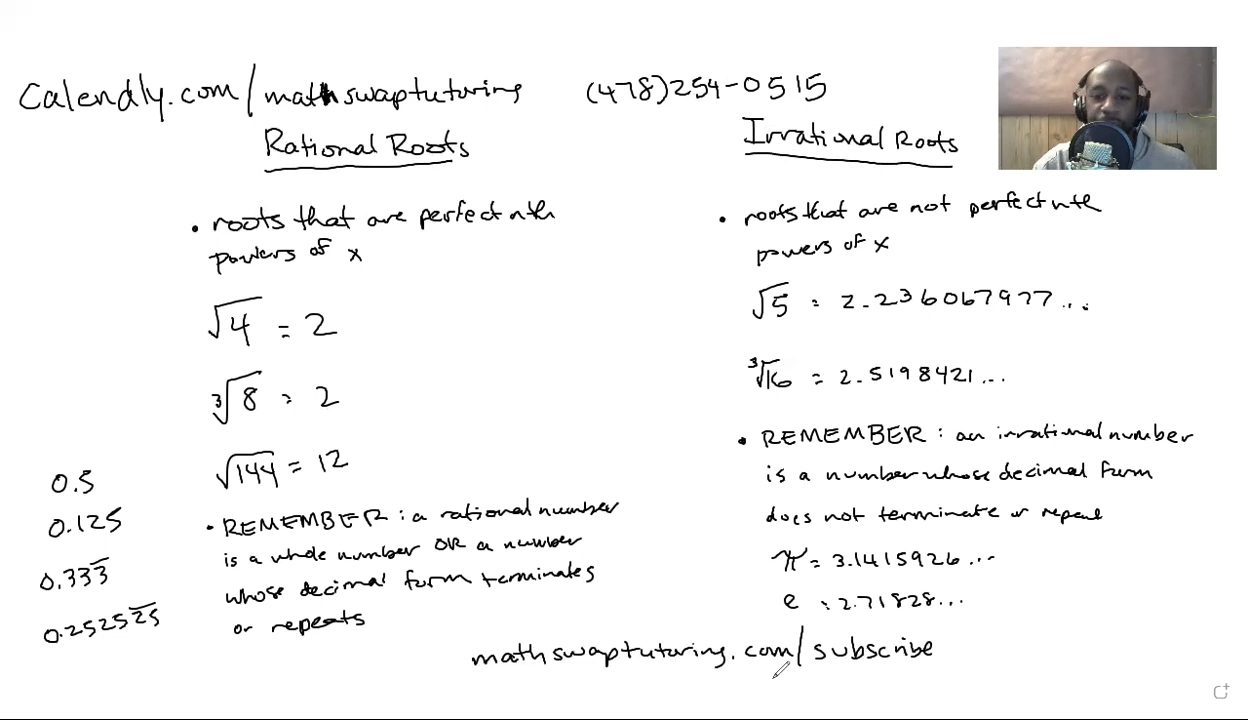 Calendly.com/mathswaptutoring (478)254-0515
Rational Roots
• roots that are perfect nth
powers of x
√4 = 2
³√8 = 2
√144 = 12
• REMEMBER: a rational number
is a whole number OR a number
whose decimal form terminates
or repeats
0.5
0.125
0.333̅
0.25252̅5̅
Irrational Roots
• roots that are not perfect nth
powers of x
√5 = 2.236067977...
³√16 = 2.5198421...
• REMEMBER: an irrational number
is a number whose decimal form
does not terminate or repeat
π = 3.1415926...
e = 2.71828...
mathswaptutoring.com/subscribe